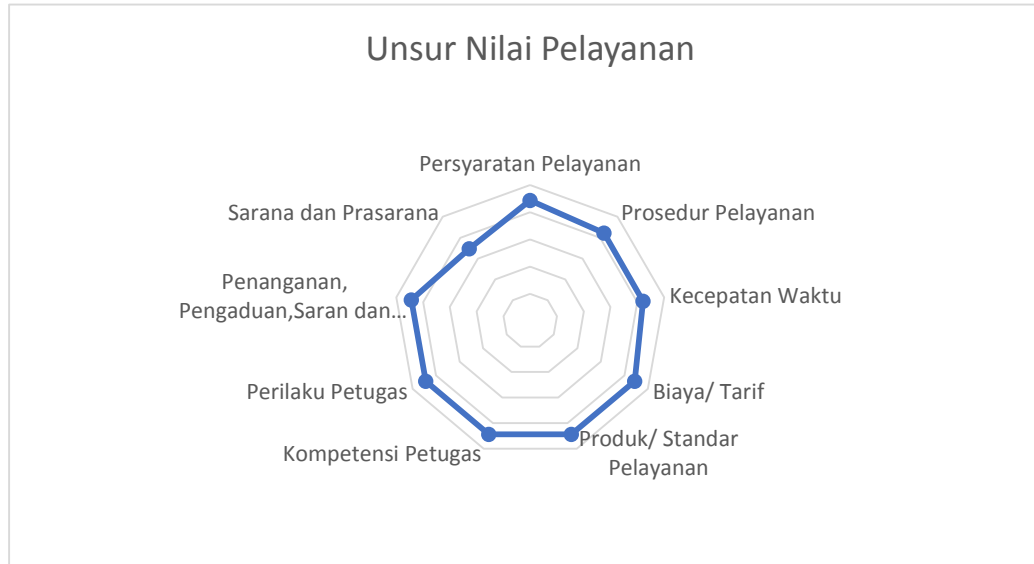 Unsur Nilai Pelayanan
Persyaratan Pelayanan
Prosedur Pelayanan
Kecepatan Waktu
Biaya/ Tarif
Produk/ Standar
Pelayanan
Kompetensi Petugas
Perilaku Petugas
Penanganan,
Pengaduan,Saran dan...
Sarana dan Prasarana